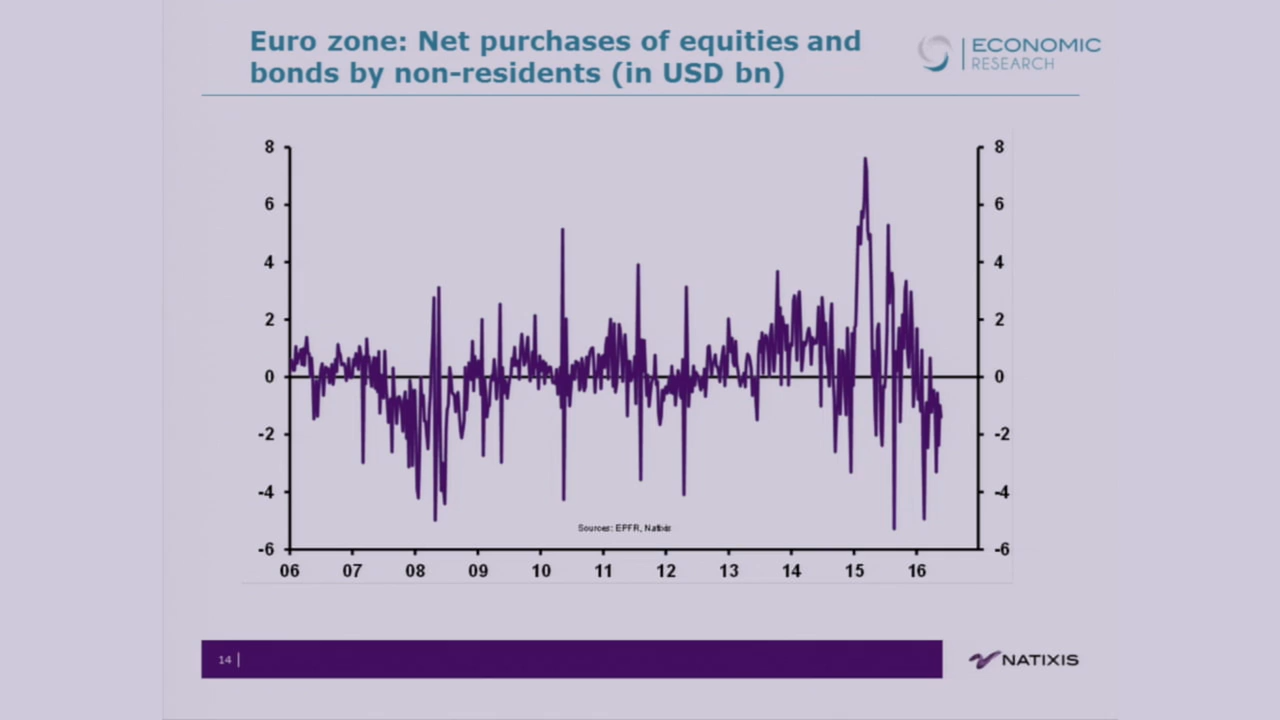 Euro zone: Net purchases of equities and
bonds by non-residents (in USD bn)
ECONOMIC
RESEARCH
8 8
6 6
4 4
2 2
0 0
-2 -2
-4 -4
Sources: EPFR, Natixis
-6 -6
06 07 08 09 10 11 12 13 14 15 16
14 |
NATIXIS